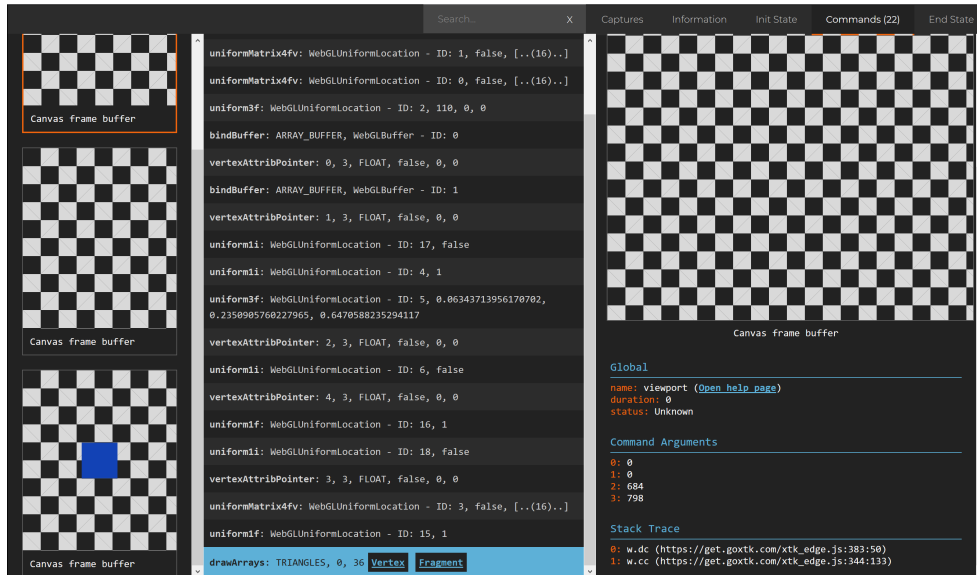 Search... X Captures Information Init State Commands (22) End State
Canvas frame buffer
Canvas frame buffer
Canvas frame buffer
uniformMatrix4fv: WebGLUniformLocation - ID: 1, false, [..(16)..]
uniformMatrix4fv: WebGLUniformLocation - ID: 0, false, [..(16)..]
uniform3f: WebGLUniformLocation - ID: 2, 110, 0, 0
bindBuffer: ARRAY_BUFFER, WebGLBuffer - ID: 0
vertexAttribPointer: 0, 3, FLOAT, false, 0, 0
bindBuffer: ARRAY_BUFFER, WebGLBuffer - ID: 1
vertexAttribPointer: 1, 3, FLOAT, false, 0, 0
uniform1i: WebGLUniformLocation - ID: 17, false
uniform1i: WebGLUniformLocation - ID: 4, 1
uniform3f: WebGLUniformLocation - ID: 5, 0.06343713956170702,
0.2350905760227965, 0.6470588235294117
vertexAttribPointer: 2, 3, FLOAT, false, 0, 0
uniform1i: WebGLUniformLocation - ID: 6, false
vertexAttribPointer: 4, 3, FLOAT, false, 0, 0
uniform1f: WebGLUniformLocation - ID: 16, 1
uniform1i: WebGLUniformLocation - ID: 18, false
vertexAttribPointer: 3, 3, FLOAT, false, 0, 0
uniformMatrix4fv: WebGLUniformLocation - ID: 3, false, [..(16)..]
uniform1f: WebGLUniformLocation - ID: 15, 1
drawArrays: TRIANGLES, 0, 36 Vertex Fragment
Canvas frame buffer
Global
name: viewport (Open help page)
duration: 0
status: Unknown
Command Arguments
0: 0
1: 0
2: 684
3: 798
Stack Trace
0: w.dc (https://get.goxtk.com/xtk_edge.js:383:50)
1: w.cc (https://get.goxtk.com/xtk_edge.js:344:133)